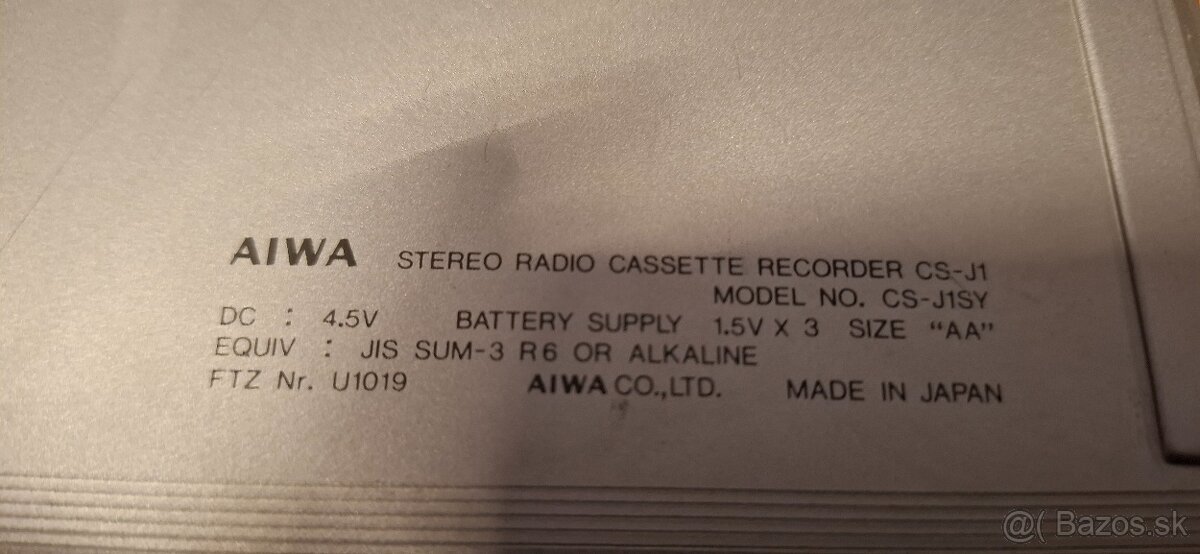 AIWA STEREO RADIO CASSETTE RECORDER CS-J1
MODEL NO. CS-J1SY
DC : 4.5V BATTERY SUPPLY 1.5V X 3 SIZE “AA”
EQUIV : JIS SUM-3 R6 OR ALKALINE
FTZ Nr. U1019 AIWA CO.,LTD. MADE IN JAPAN
@( Bazos.sk